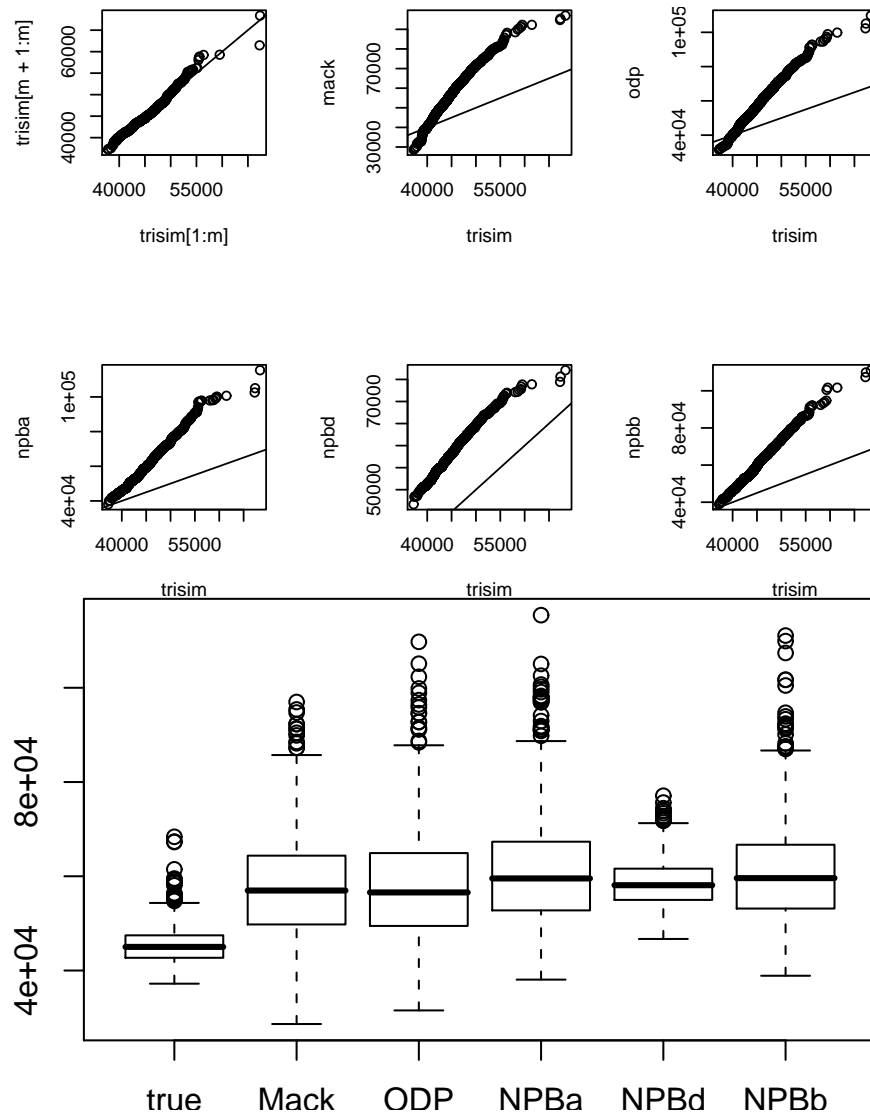 trisim[m + 1:m]
40000
60000
40000
55000
trisim[1:m]
mack
30000
70000
40000
55000
trisim
odp
4e+04
1e+05
40000
55000
trisim
npba
4e+04
1e+05
40000
55000
trisim
npbd
50000
70000
40000
55000
trisim
npbb
4e+04
8e+04
40000
55000
trisim
4e+04
8e+04
true
Mack
ODP
NPBa
NPBd
NPBb